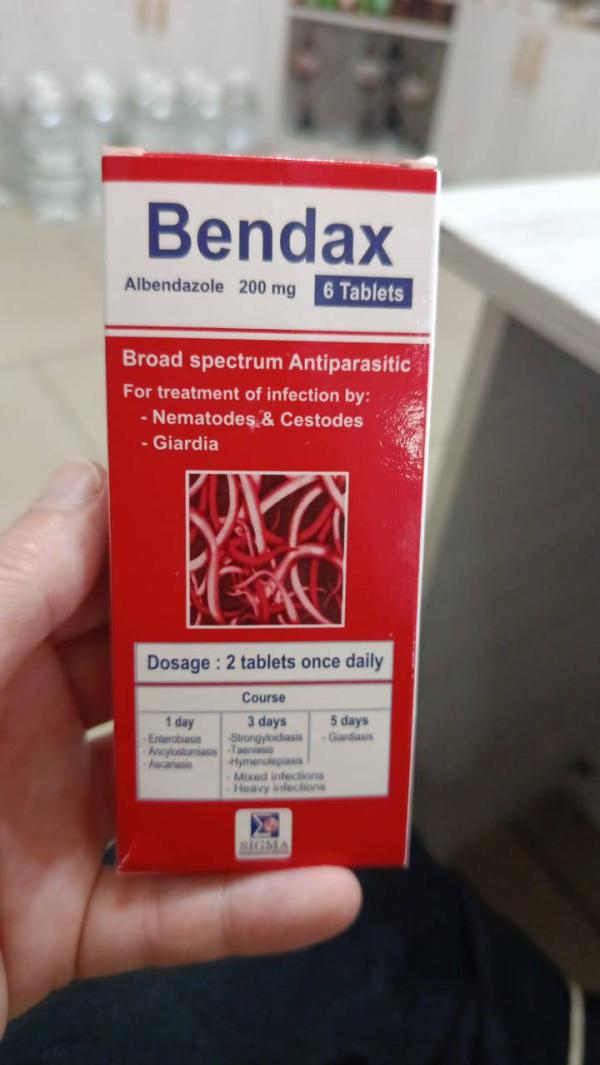 Bendax
Albendazole 200 mg 6 Tablets
Broad spectrum Antiparasitic
For treatment of infection by:
- Nematodes & Cestodes
- Giardia
Dosage : 2 tablets once daily
Course
1 day
- Enterobiasis
- Ancylostomiasis
- Ascariasis
3 days
-Strongyloidiasis
-Taeniasis
-Hymenolepiasis
- Mixed infections
- Heavy infections
5 days
- Giardiasis
SIGMA